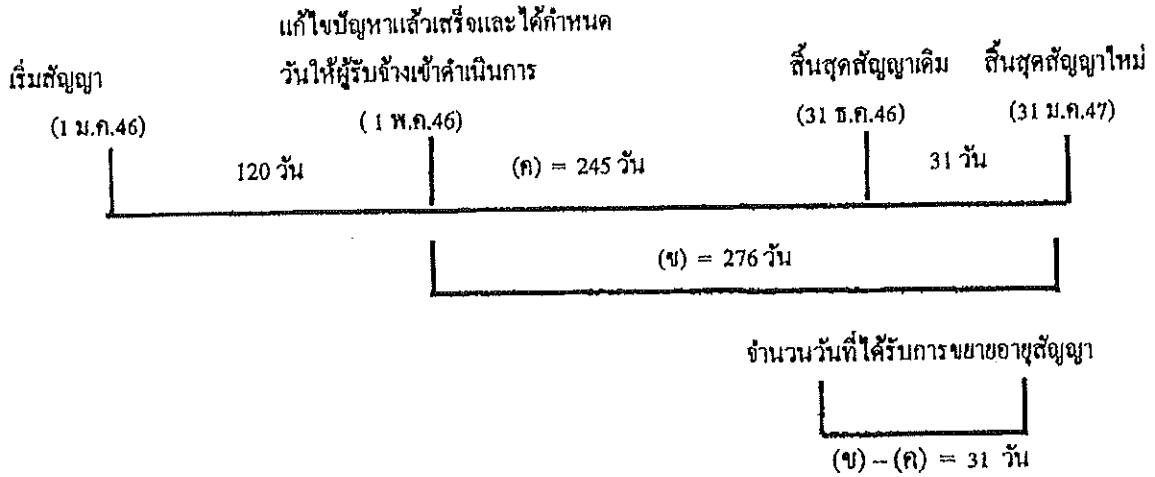 แก้ไขปัญหาแล้วเสร็จและได้กำหนด
วันให้ผู้รับจ้างเข้าดำเนินการ
เริ่มสัญญา
สิ้นสุดสัญญาเดิม
สิ้นสุดสัญญาใหม่
(1 ม.ค.46)
( 1 พ.ค.46)
(31 ธ.ค.46)
(31 ม.ค.47)
120 วัน
(ค) = 245 วัน
31 วัน
(ข) = 276 วัน
จำนวนวันที่ได้รับการขยายอายุสัญญา
(ข) – (ค) = 31 วัน